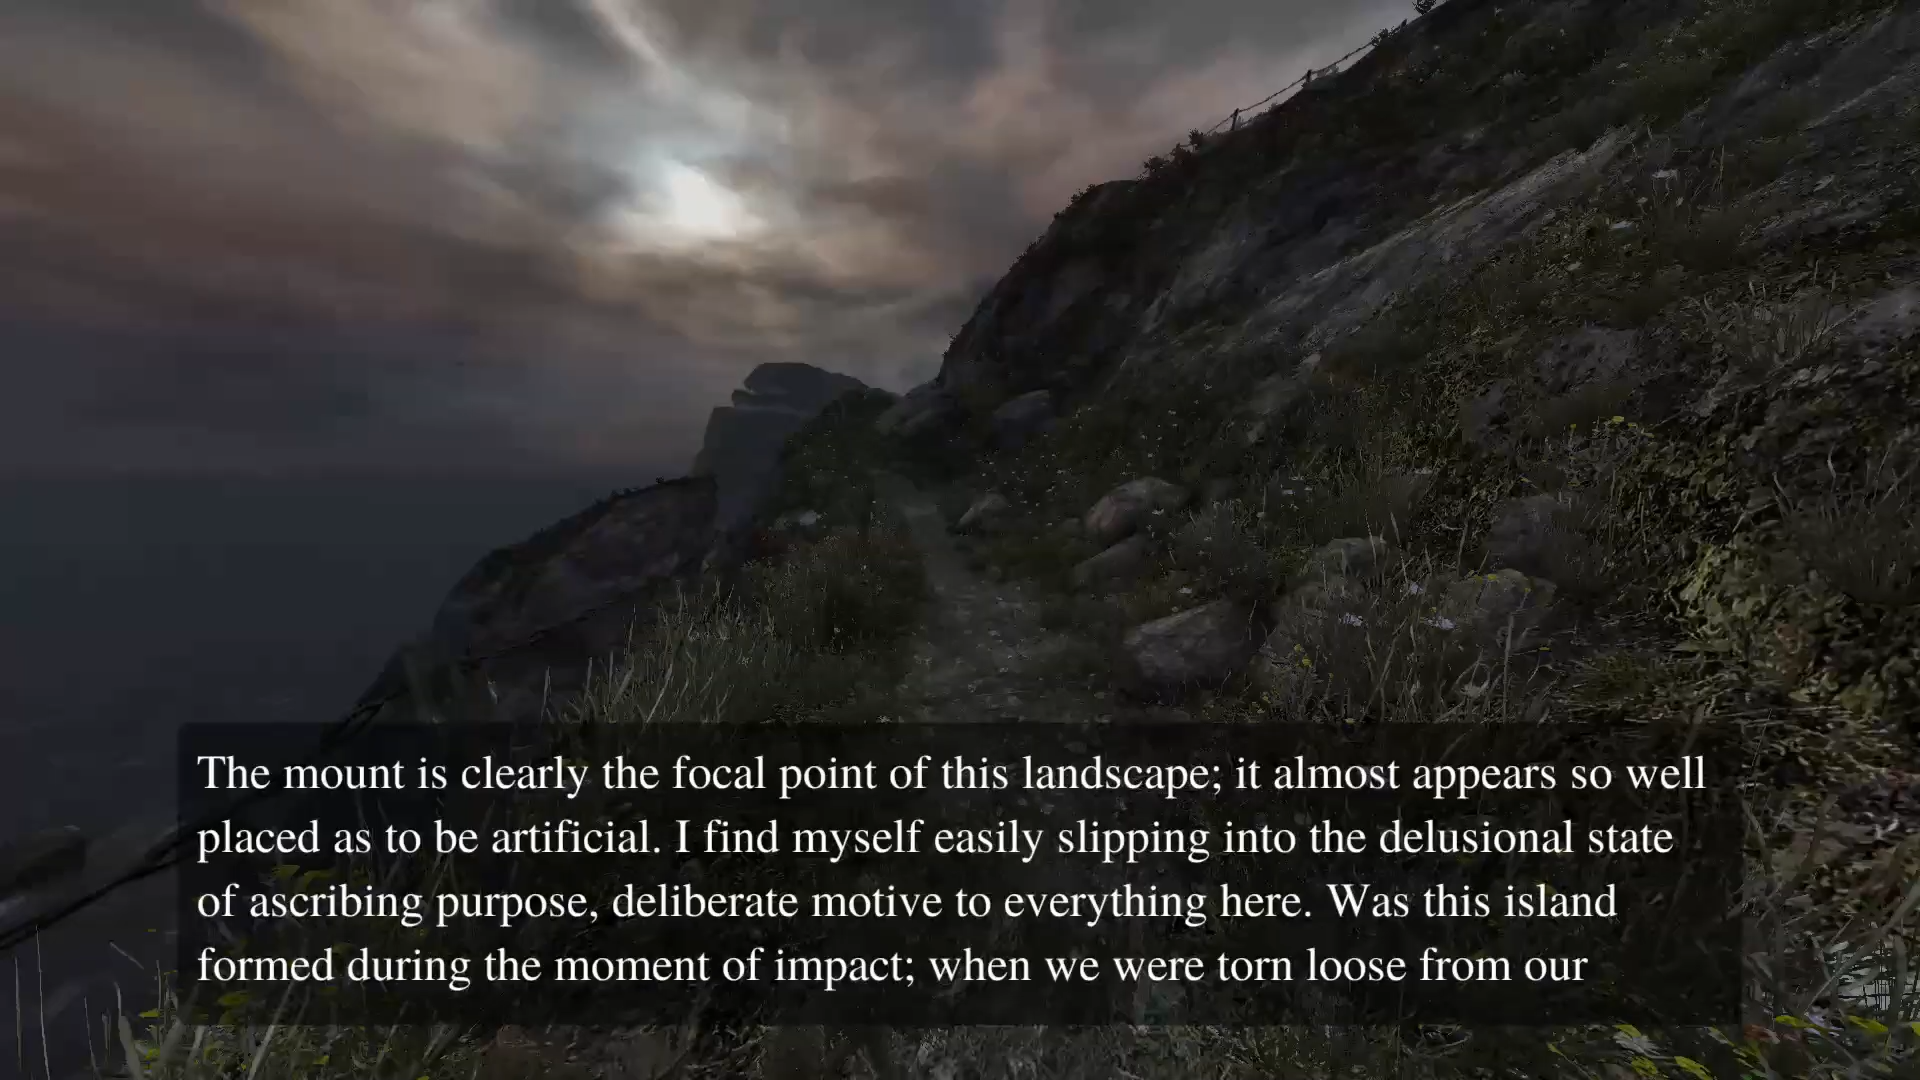 The mount is clearly the focal point of this landscape; it almost appears so well
placed as to be artificial. I find myself easily slipping into the delusional state
of ascribing purpose, deliberate motive to everything here. Was this island
formed during the moment of impact; when we were torn loose from our